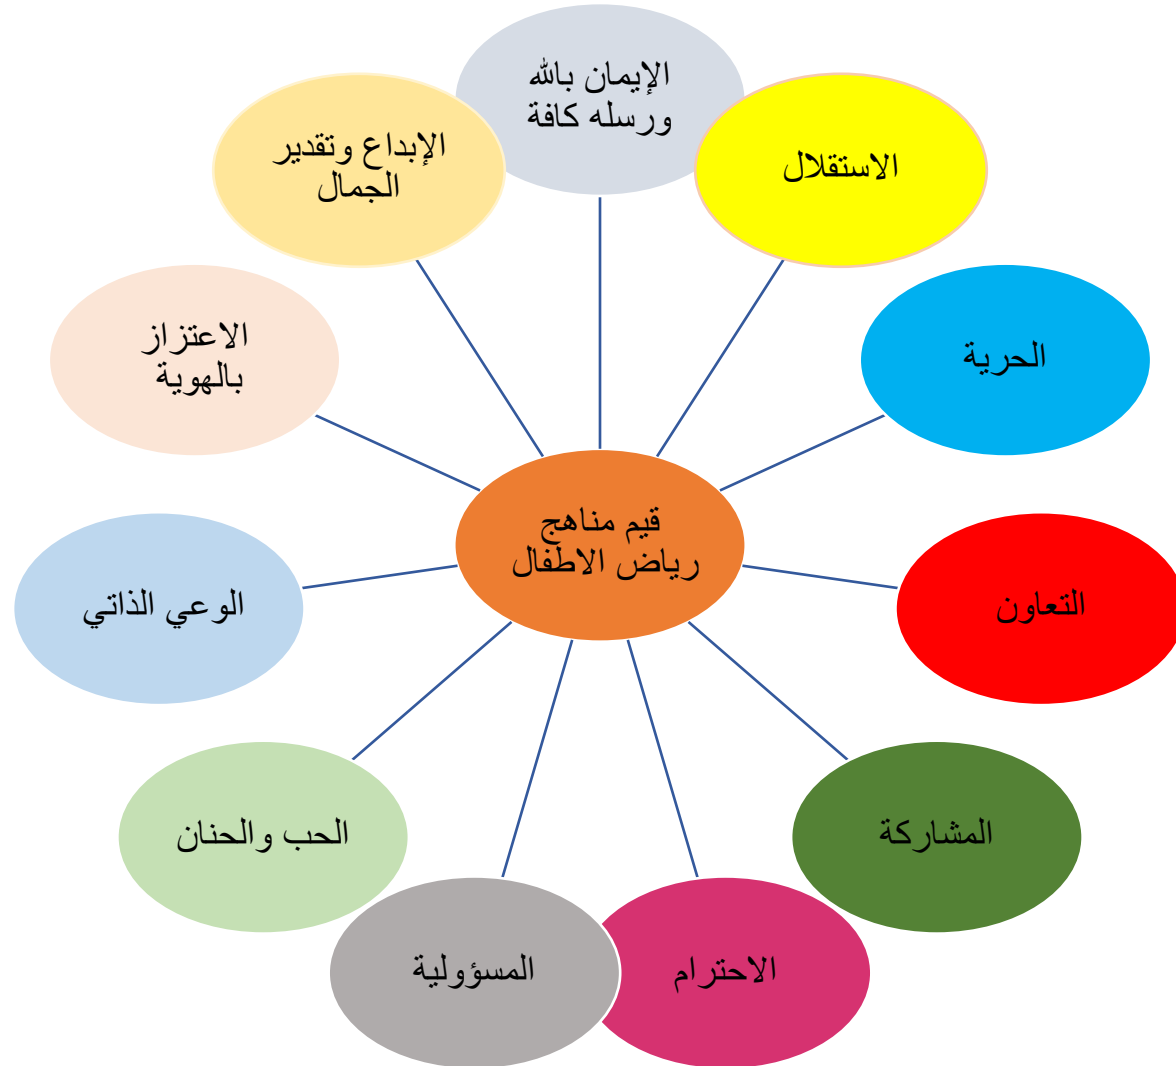 قيم مناهج
رياض الاطفال
الإيمان بالله
ورسله كافة
الاستقلال
الحرية
التعاون
المشاركة
الاحترام
المسؤولية
الحب والحنان
الوعي الذاتي
الاعتزاز
بالهوية
الإبداع وتقدير
الجمال